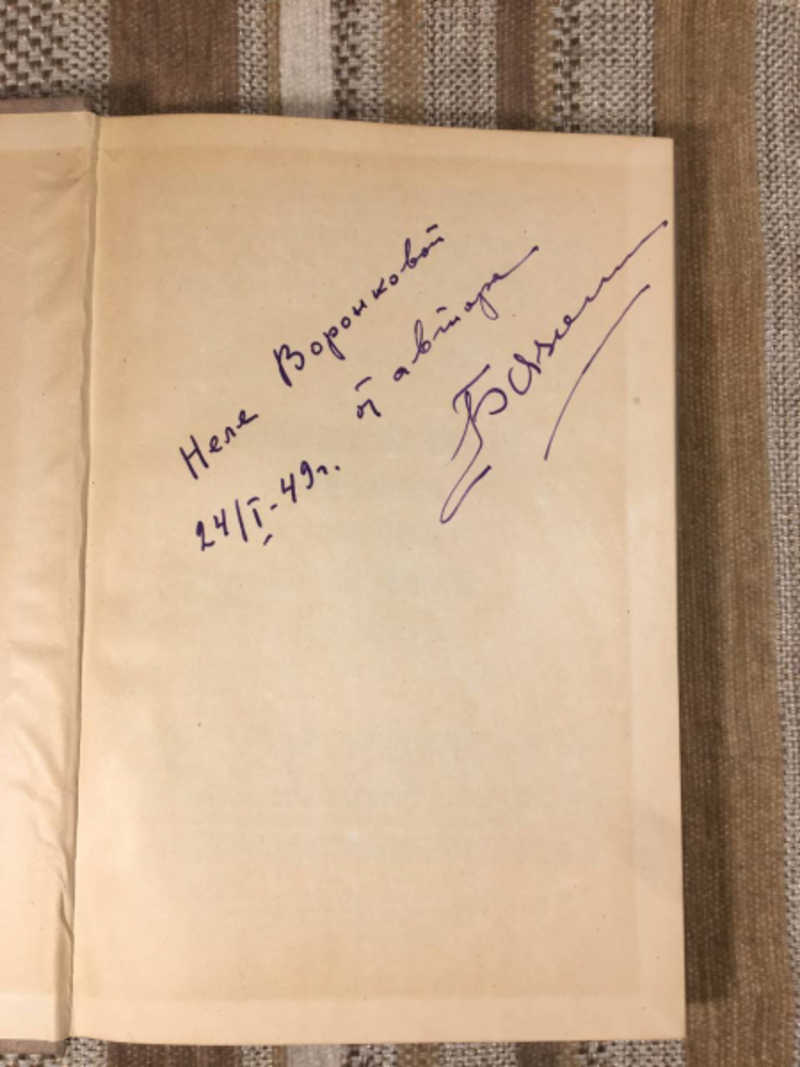 Неле Воронковой
от автора
24/I-49г.